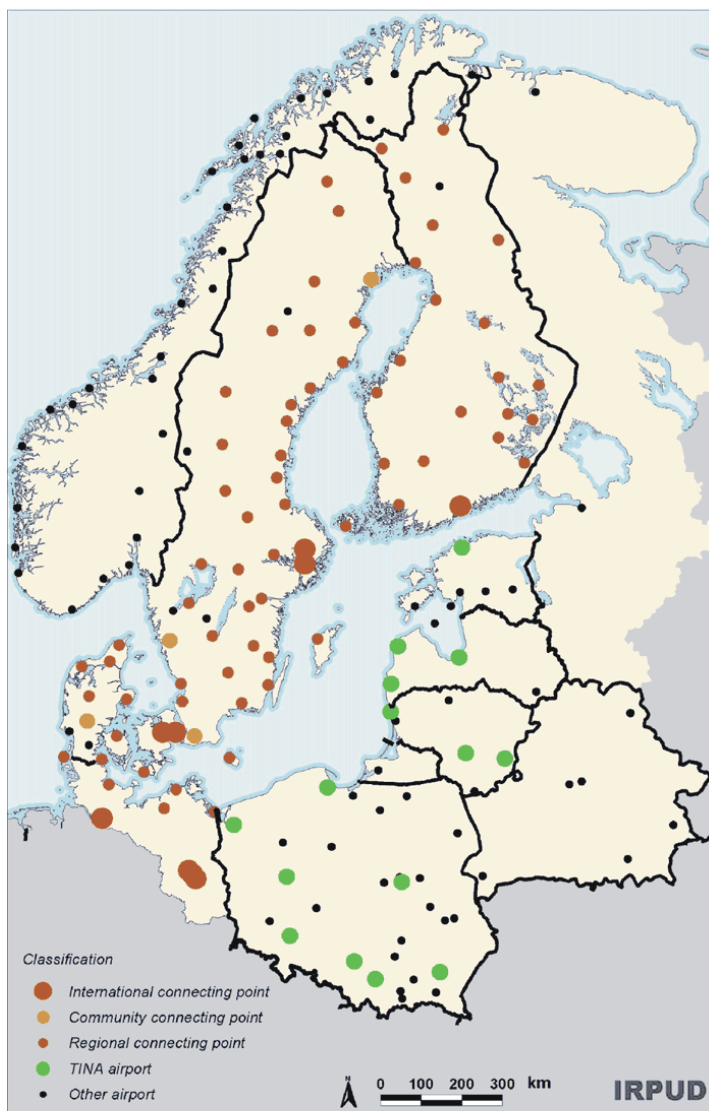 Classification
International connecting point
Community connecting point
Regional connecting point
TINA airport
Other airport
N
0 100 200 300 km
IRPUD